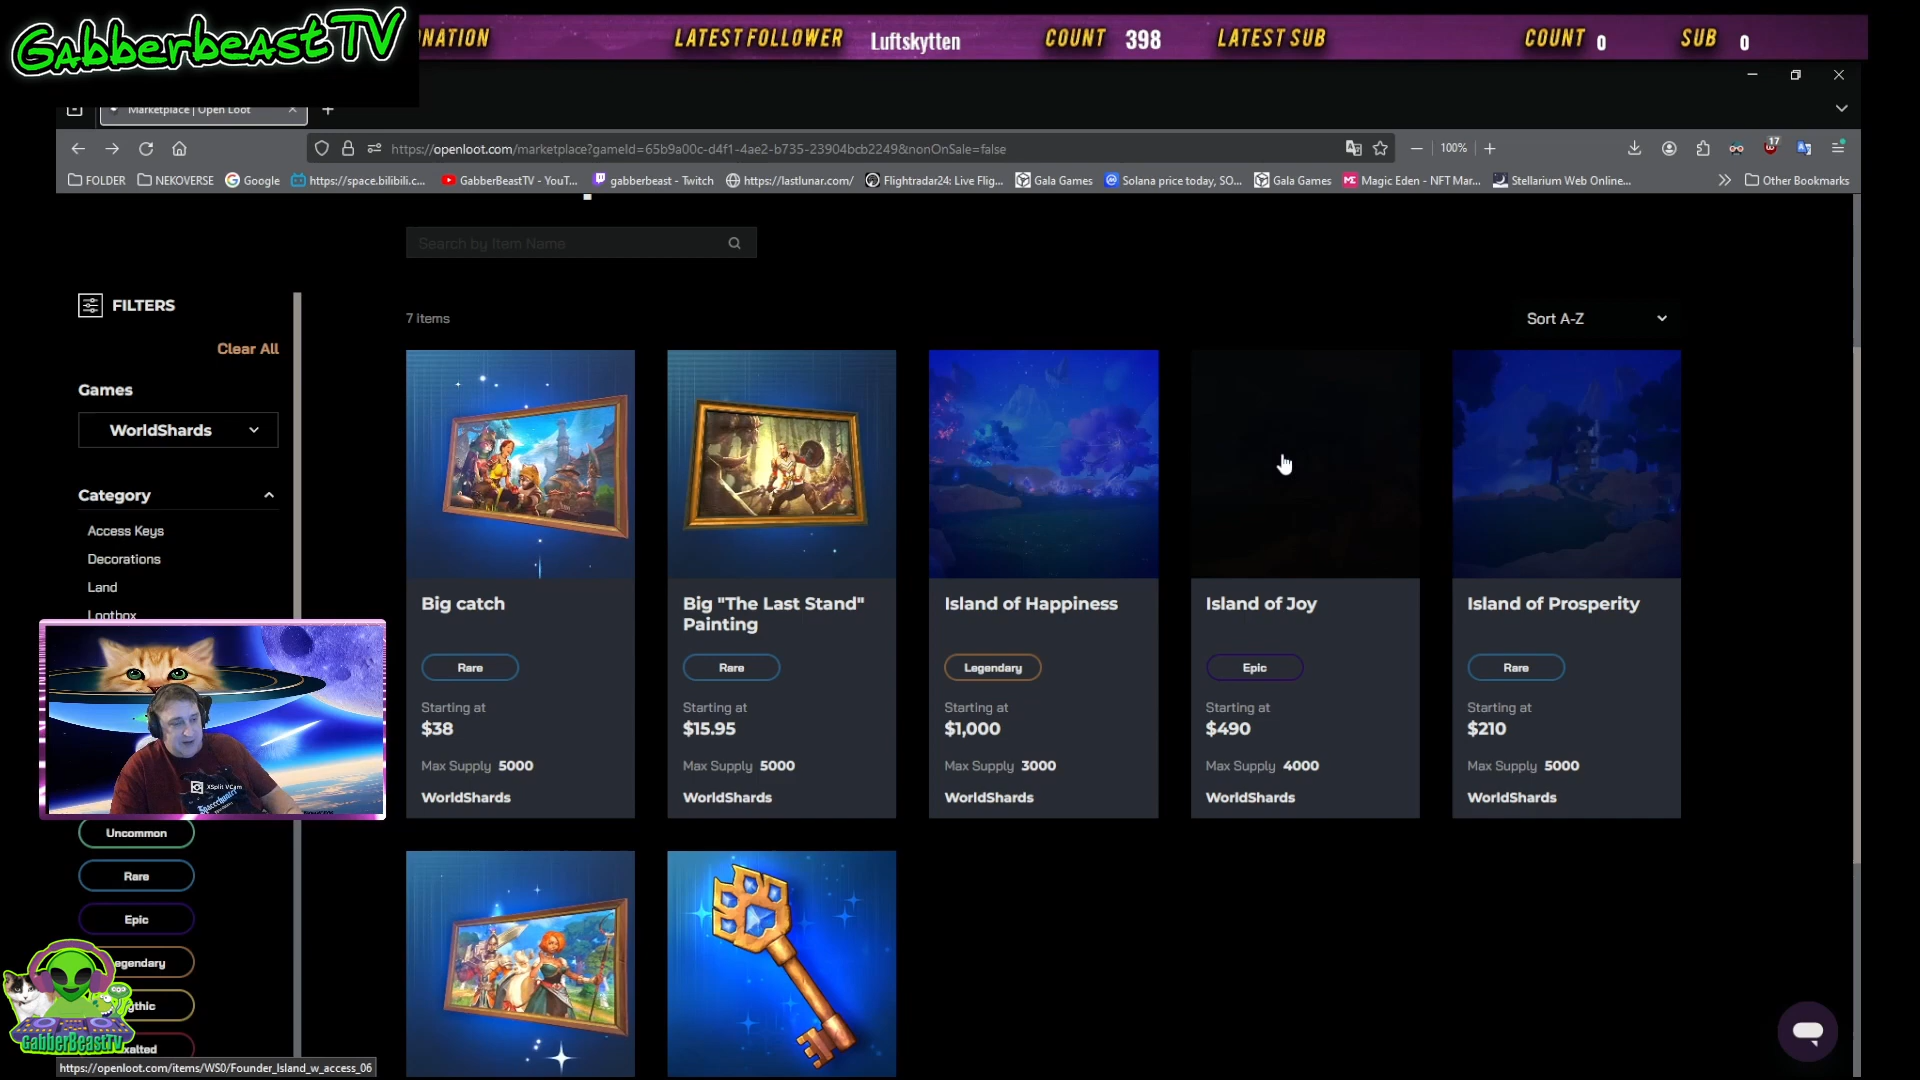 GabberbeastTV
NATION
LATEST FOLLOWER
Luftskytten
COUNT
398
LATEST SUB
COUNT
0
SUB
0
Marketplace | Open Loot
https://openloot.com/marketplace?gameId=65b9a00c-d4f1-4ae2-b735-23904bcb2249&nonOnSale=false
100%
17
FOLDER
NEKOVERSE
Google
https://space.bilibili.c...
GabberBeastTV - YouT...
gabberbeast - Twitch
https://lastlunar.com/
Flightradar24: Live Flig...
Gala Games
Solana price today, SO...
Gala Games
Magic Eden - NFT Mar...
Stellarium Web Online...
Other Bookmarks
Search by Item Name
FILTERS
Clear All
Games
WorldShards
Category
Access Keys
Decorations
Land
Lootbox
7 items
Sort A-Z
Big catch
Rare
Starting at
$38
Max Supply 5000
WorldShards
Big "The Last Stand"
Painting
Rare
Starting at
$15.95
Max Supply 5000
WorldShards
Island of Happiness
Legendary
Starting at
$1,000
Max Supply 3000
WorldShards
Island of Joy
Epic
Starting at
$490
Max Supply 4000
WorldShards
Island of Prosperity
Rare
Starting at
$210
Max Supply 5000
WorldShards
XSplit VCam
Uncommon
Rare
Epic
egendary
ythic
xalted
GabberBeastTV
https://openloot.com/items/WS0/Founder_Island_w_access_06